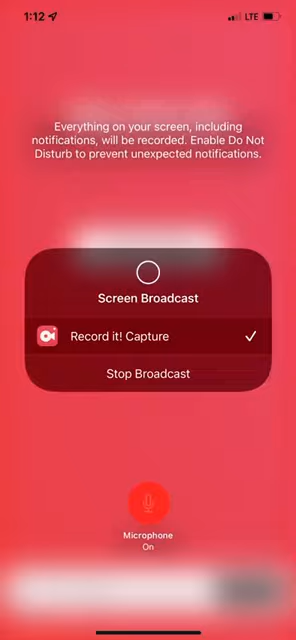 1:12
LTE
Everything on your screen, including
notifications, will be recorded. Enable Do Not
Disturb to prevent unexpected notifications.
Screen Broadcast
Record it! Capture
Stop Broadcast
Microphone
On